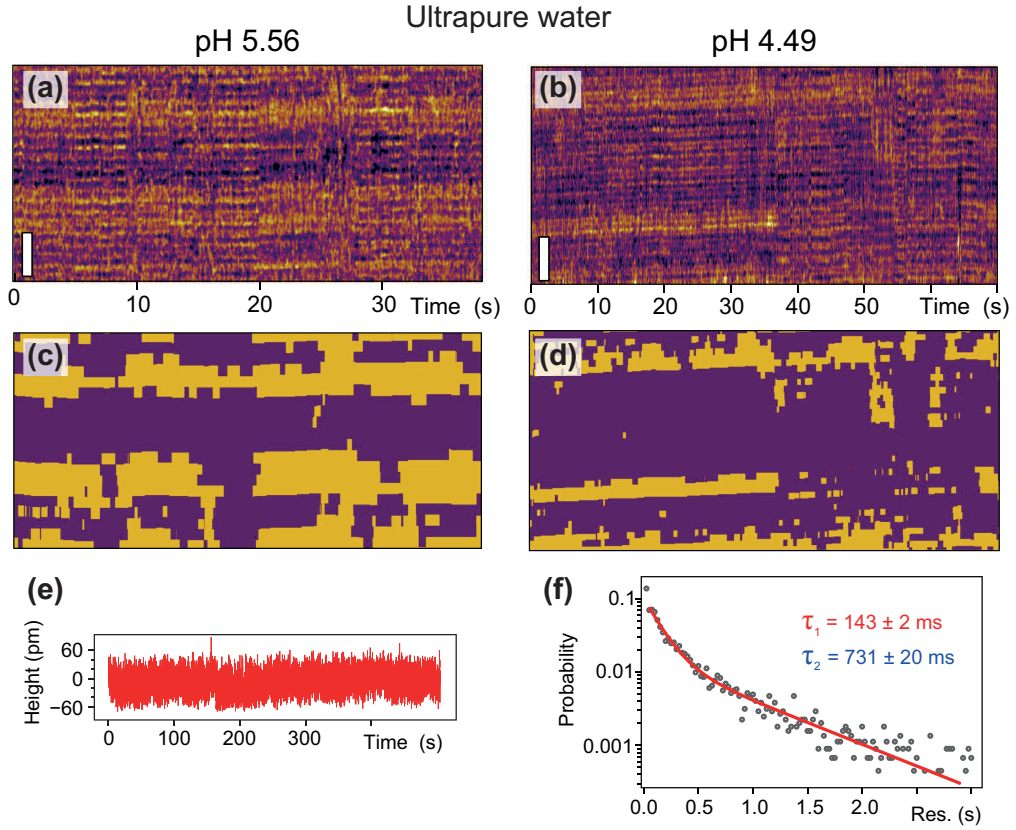 Ultrapure water
pH 5.56 pH 4.49
(a) (b)
0 10 20 30 Time (s)
0 10 20 30 40 50 Time (s)
(c) (d)
(e) (f)
Height (pm)
60
0
−60
0 100 200 300 Time (s)
Probability
0.1
0.01
0.001
τ1 = 143 ± 2 ms
τ2 = 731 ± 20 ms
0.0 0.5 1.0 1.5 2.0 Res. (s)